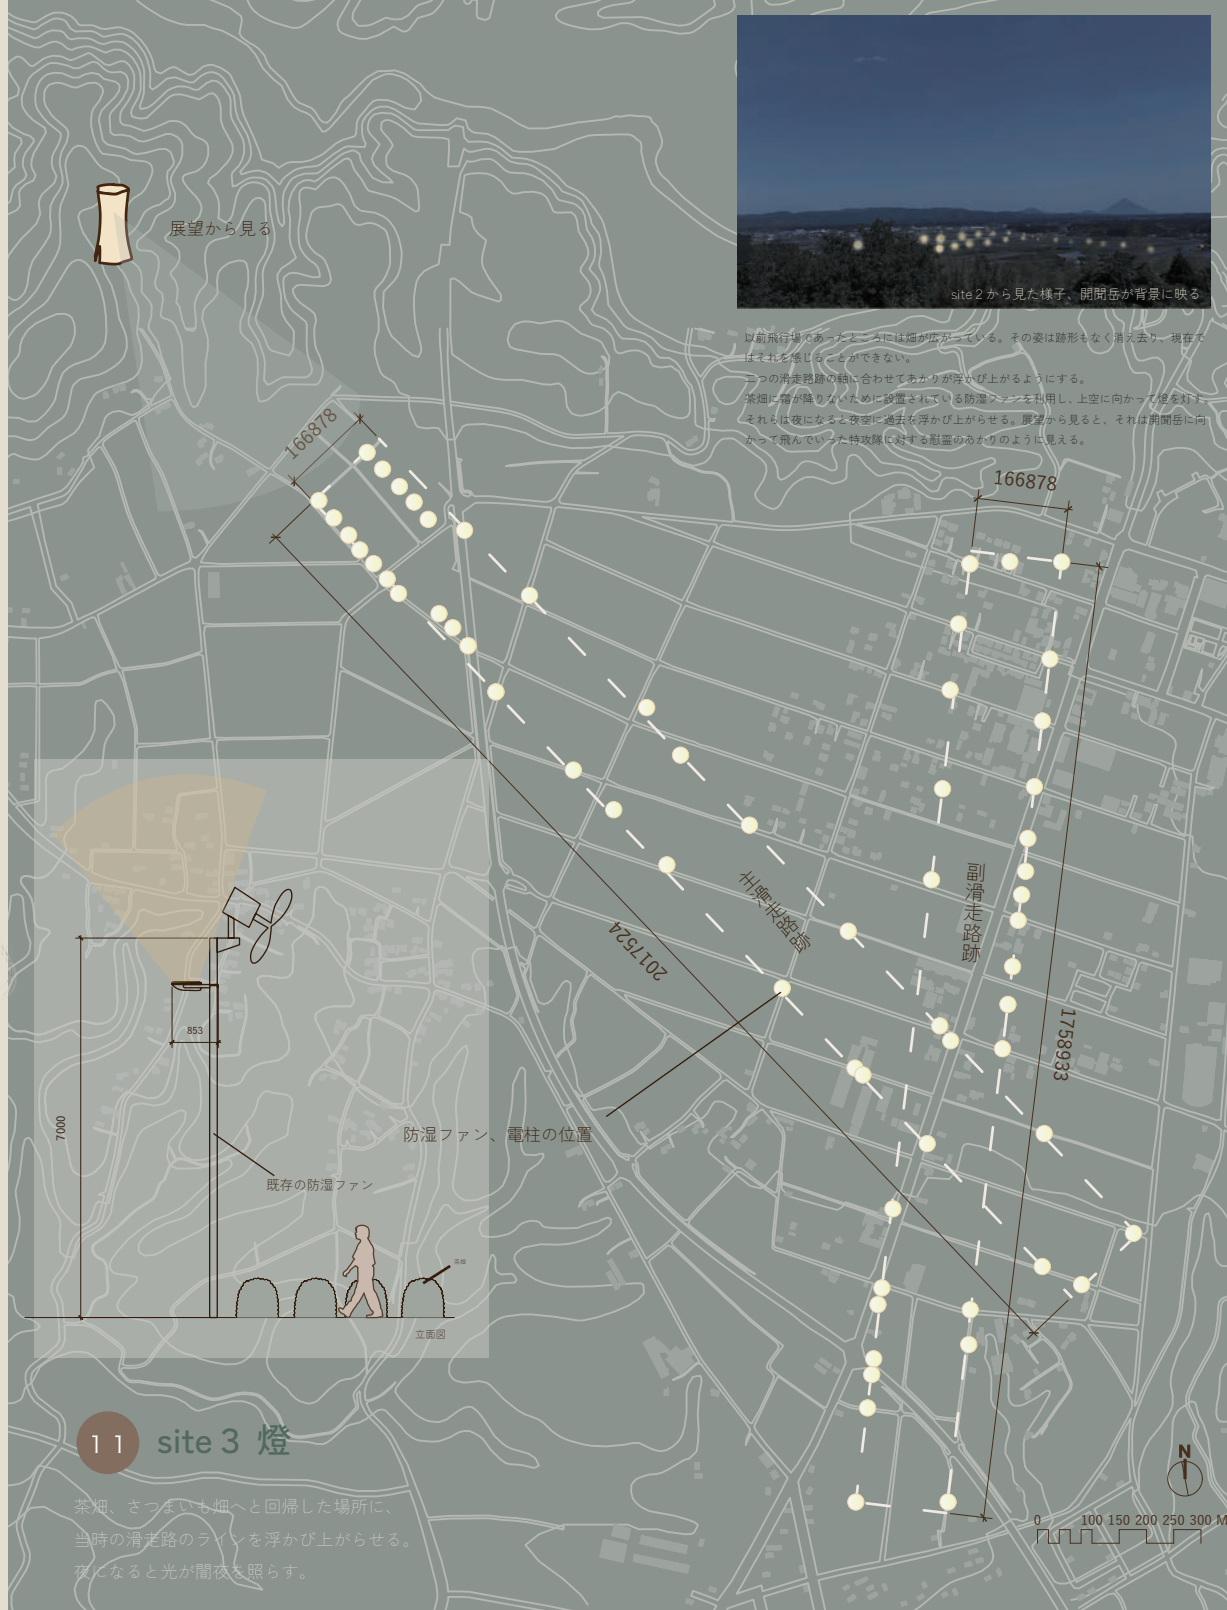 展望から見る
site２から見た様子、開聞岳が背景に映る
以前飛行場であったところには畑が広がっている。その姿は跡形もなく消え去り、現在で
はそれを感じることができない。
二つの滑走路跡の軸に合わせてあかりが浮かび上がるようにする。
茶畑に霜が降りないために設置されている防湿ファンを利用し、上空に向かって燈を灯す。
それらは夜になると夜空に過去を浮かび上がらせる。展望から見ると、それは開聞岳に向
かって飛んでいった特攻隊に対する慰霊のあかりのように見える。
166878
166878
主滑走路跡
副滑走路跡
2017524
1758933
853
7000
防湿ファン、電柱の位置
既存の防湿ファン
立面図
11
site３ 燈
茶畑、さつまいも畑へと回帰した場所に、
当時の滑走路のラインを浮かび上がらせる。
夜になると光が闇夜を照らす。
N
0 100 150 200 250 300 M